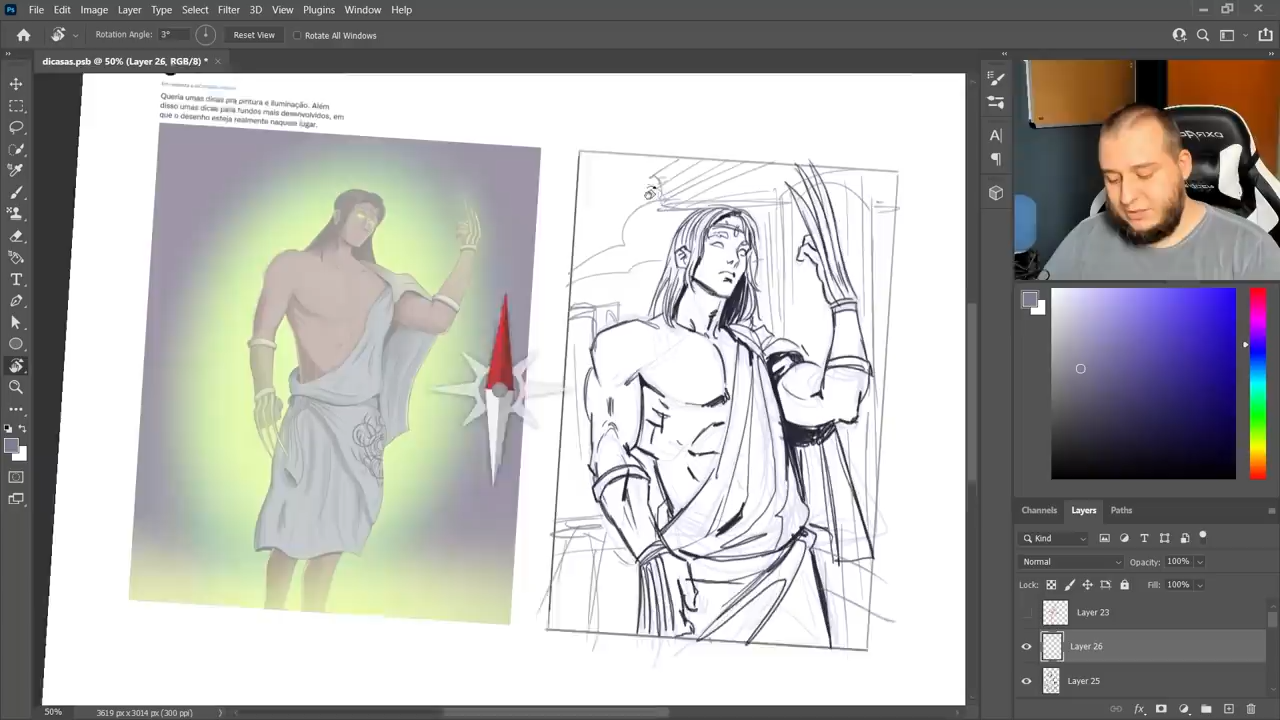 Ps File Edit Image Layer Type Select Filter 3D View Plugins Window Help
Rotation Angle: 3° Reset View Rotate All Windows
dicasas.psb @ 50% (Layer 26, RGB/8) *
Queria umas dicas pra pintura e iluminação. Além
disso umas dicas para fundos mais desenvolvidos, em
que o desenho esteja realmente naquele lugar.
Channels Layers Paths
Kind
Normal Opacity: 100%
Lock: Fill: 100%
Layer 23
Layer 26
Layer 25
50% 3619 px x 3014 px (300 ppi)